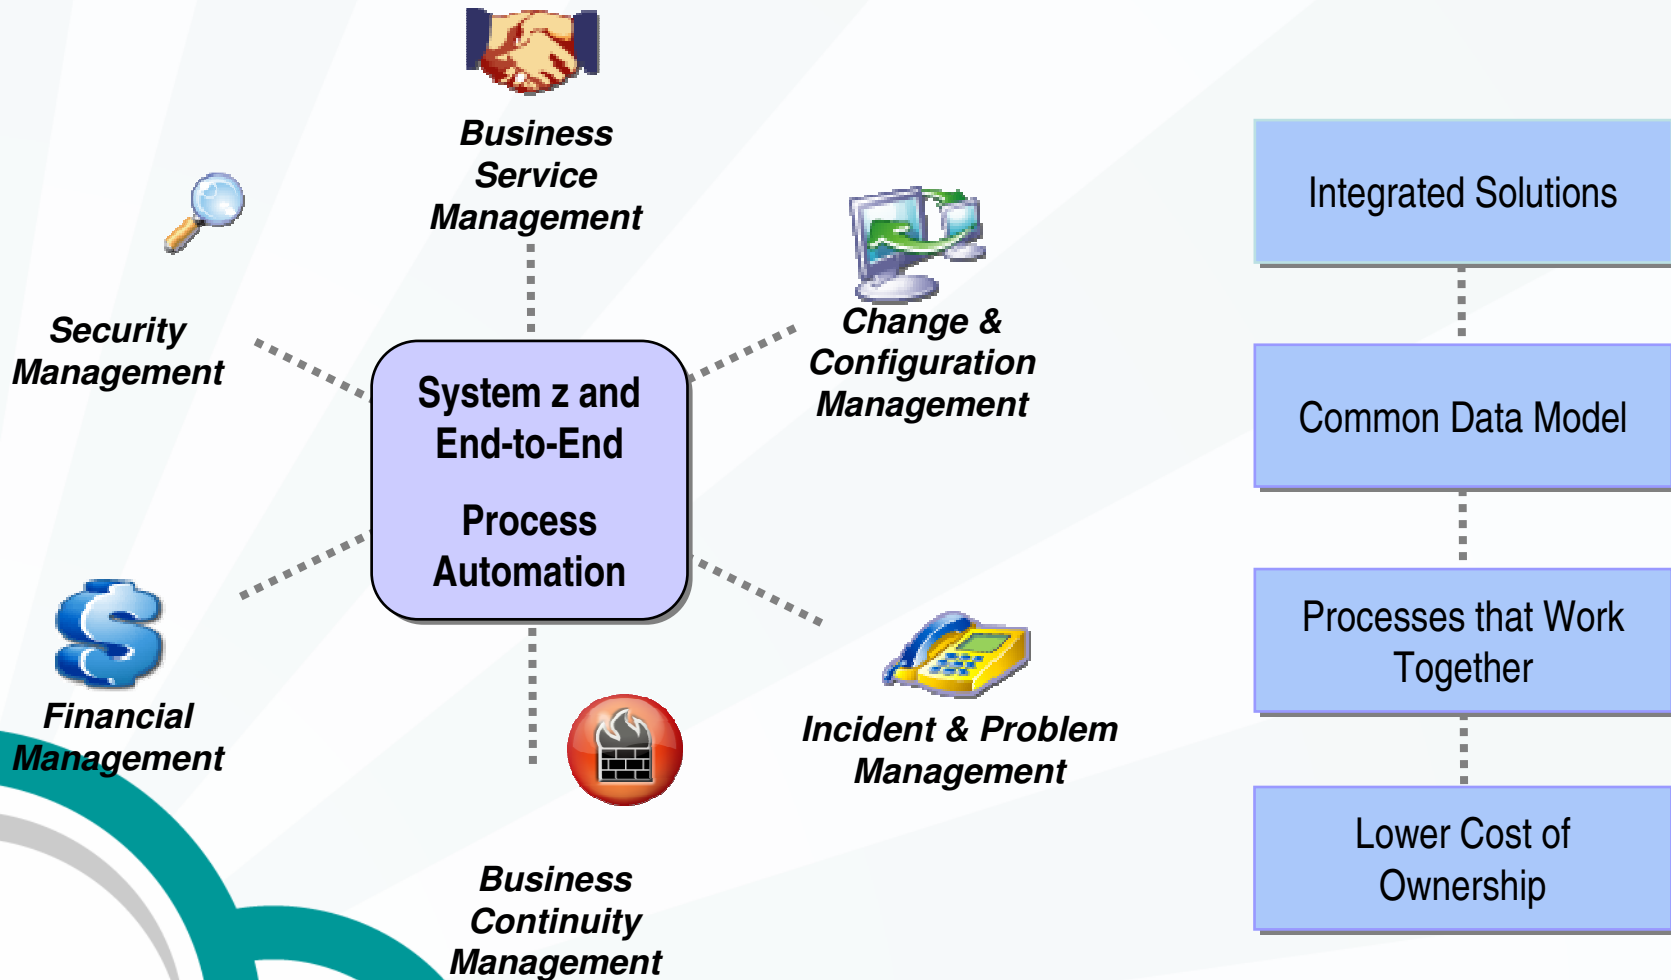 Business
Service
Management
Security
Management
Change &
Configuration
Management
System z and
End-to-End
Process
Automation
Financial
Management
Incident & Problem
Management
Business
Continuity
Management
Integrated Solutions
Common Data Model
Processes that Work
Together
Lower Cost of
Ownership